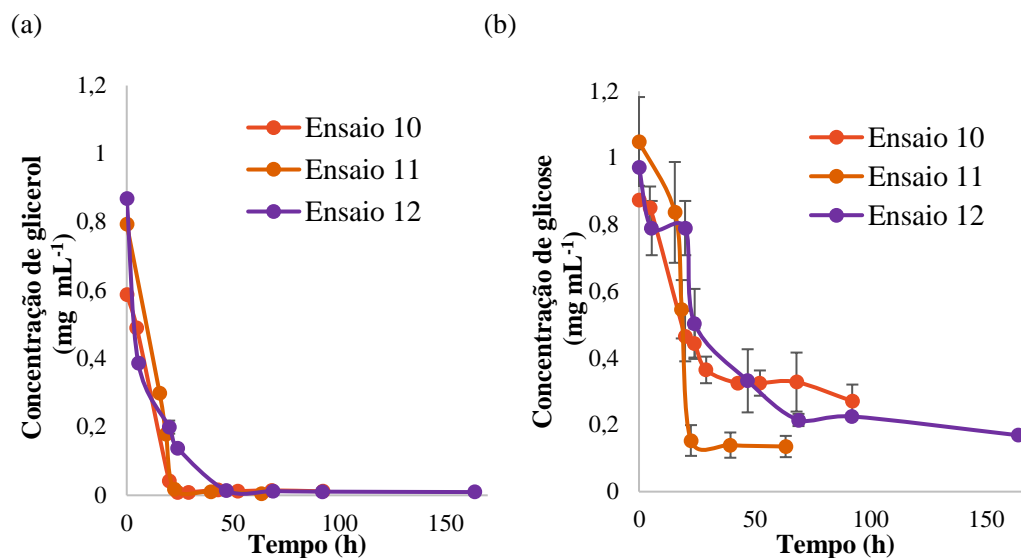 (a)
Concentração de glicerol
(mg mL⁻¹)
1,2
1
0,8
0,6
0,4
0,2
0
Ensaio 10
Ensaio 11
Ensaio 12
0
50
100
150
Tempo (h)
(b)
Concentração de glicose
(mg mL⁻¹)
1,2
1
0,8
0,6
0,4
0,2
0
Ensaio 10
Ensaio 11
Ensaio 12
0
50
100
150
Tempo (h)